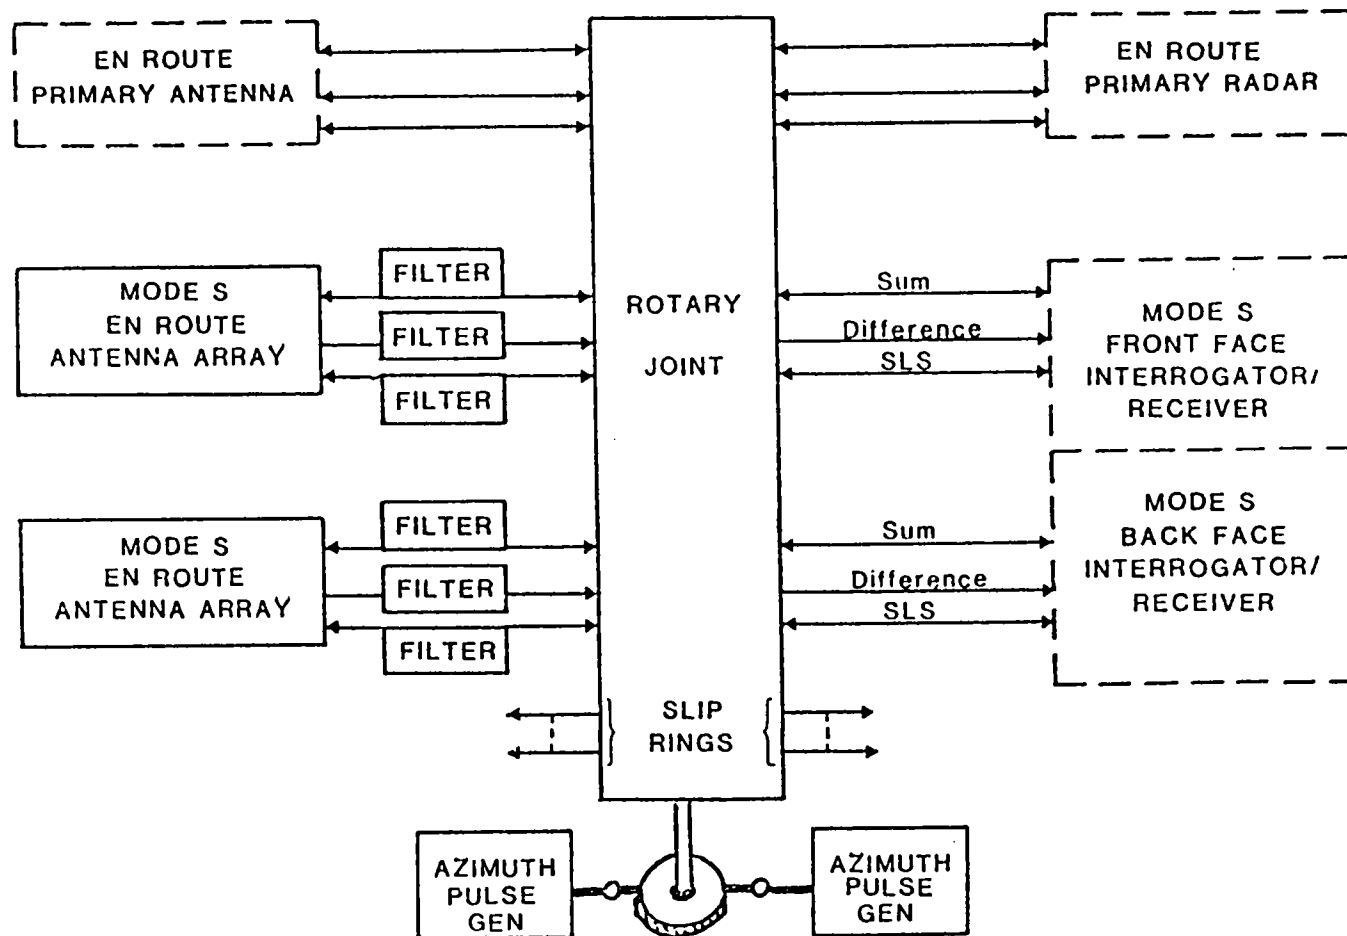 EN ROUTE
PRIMARY ANTENNA
EN ROUTE
PRIMARY RADAR
MODE S
EN ROUTE
ANTENNA ARRAY
FILTER
FILTER
FILTER
ROTARY
JOINT
Sum
Difference
SLS
MODE S
FRONT FACE
INTERROGATOR/
RECEIVER
MODE S
EN ROUTE
ANTENNA ARRAY
FILTER
FILTER
FILTER
Sum
Difference
SLS
MODE S
BACK FACE
INTERROGATOR/
RECEIVER
SLIP
RINGS
AZIMUTH
PULSE
GEN
AZIMUTH
PULSE
GEN